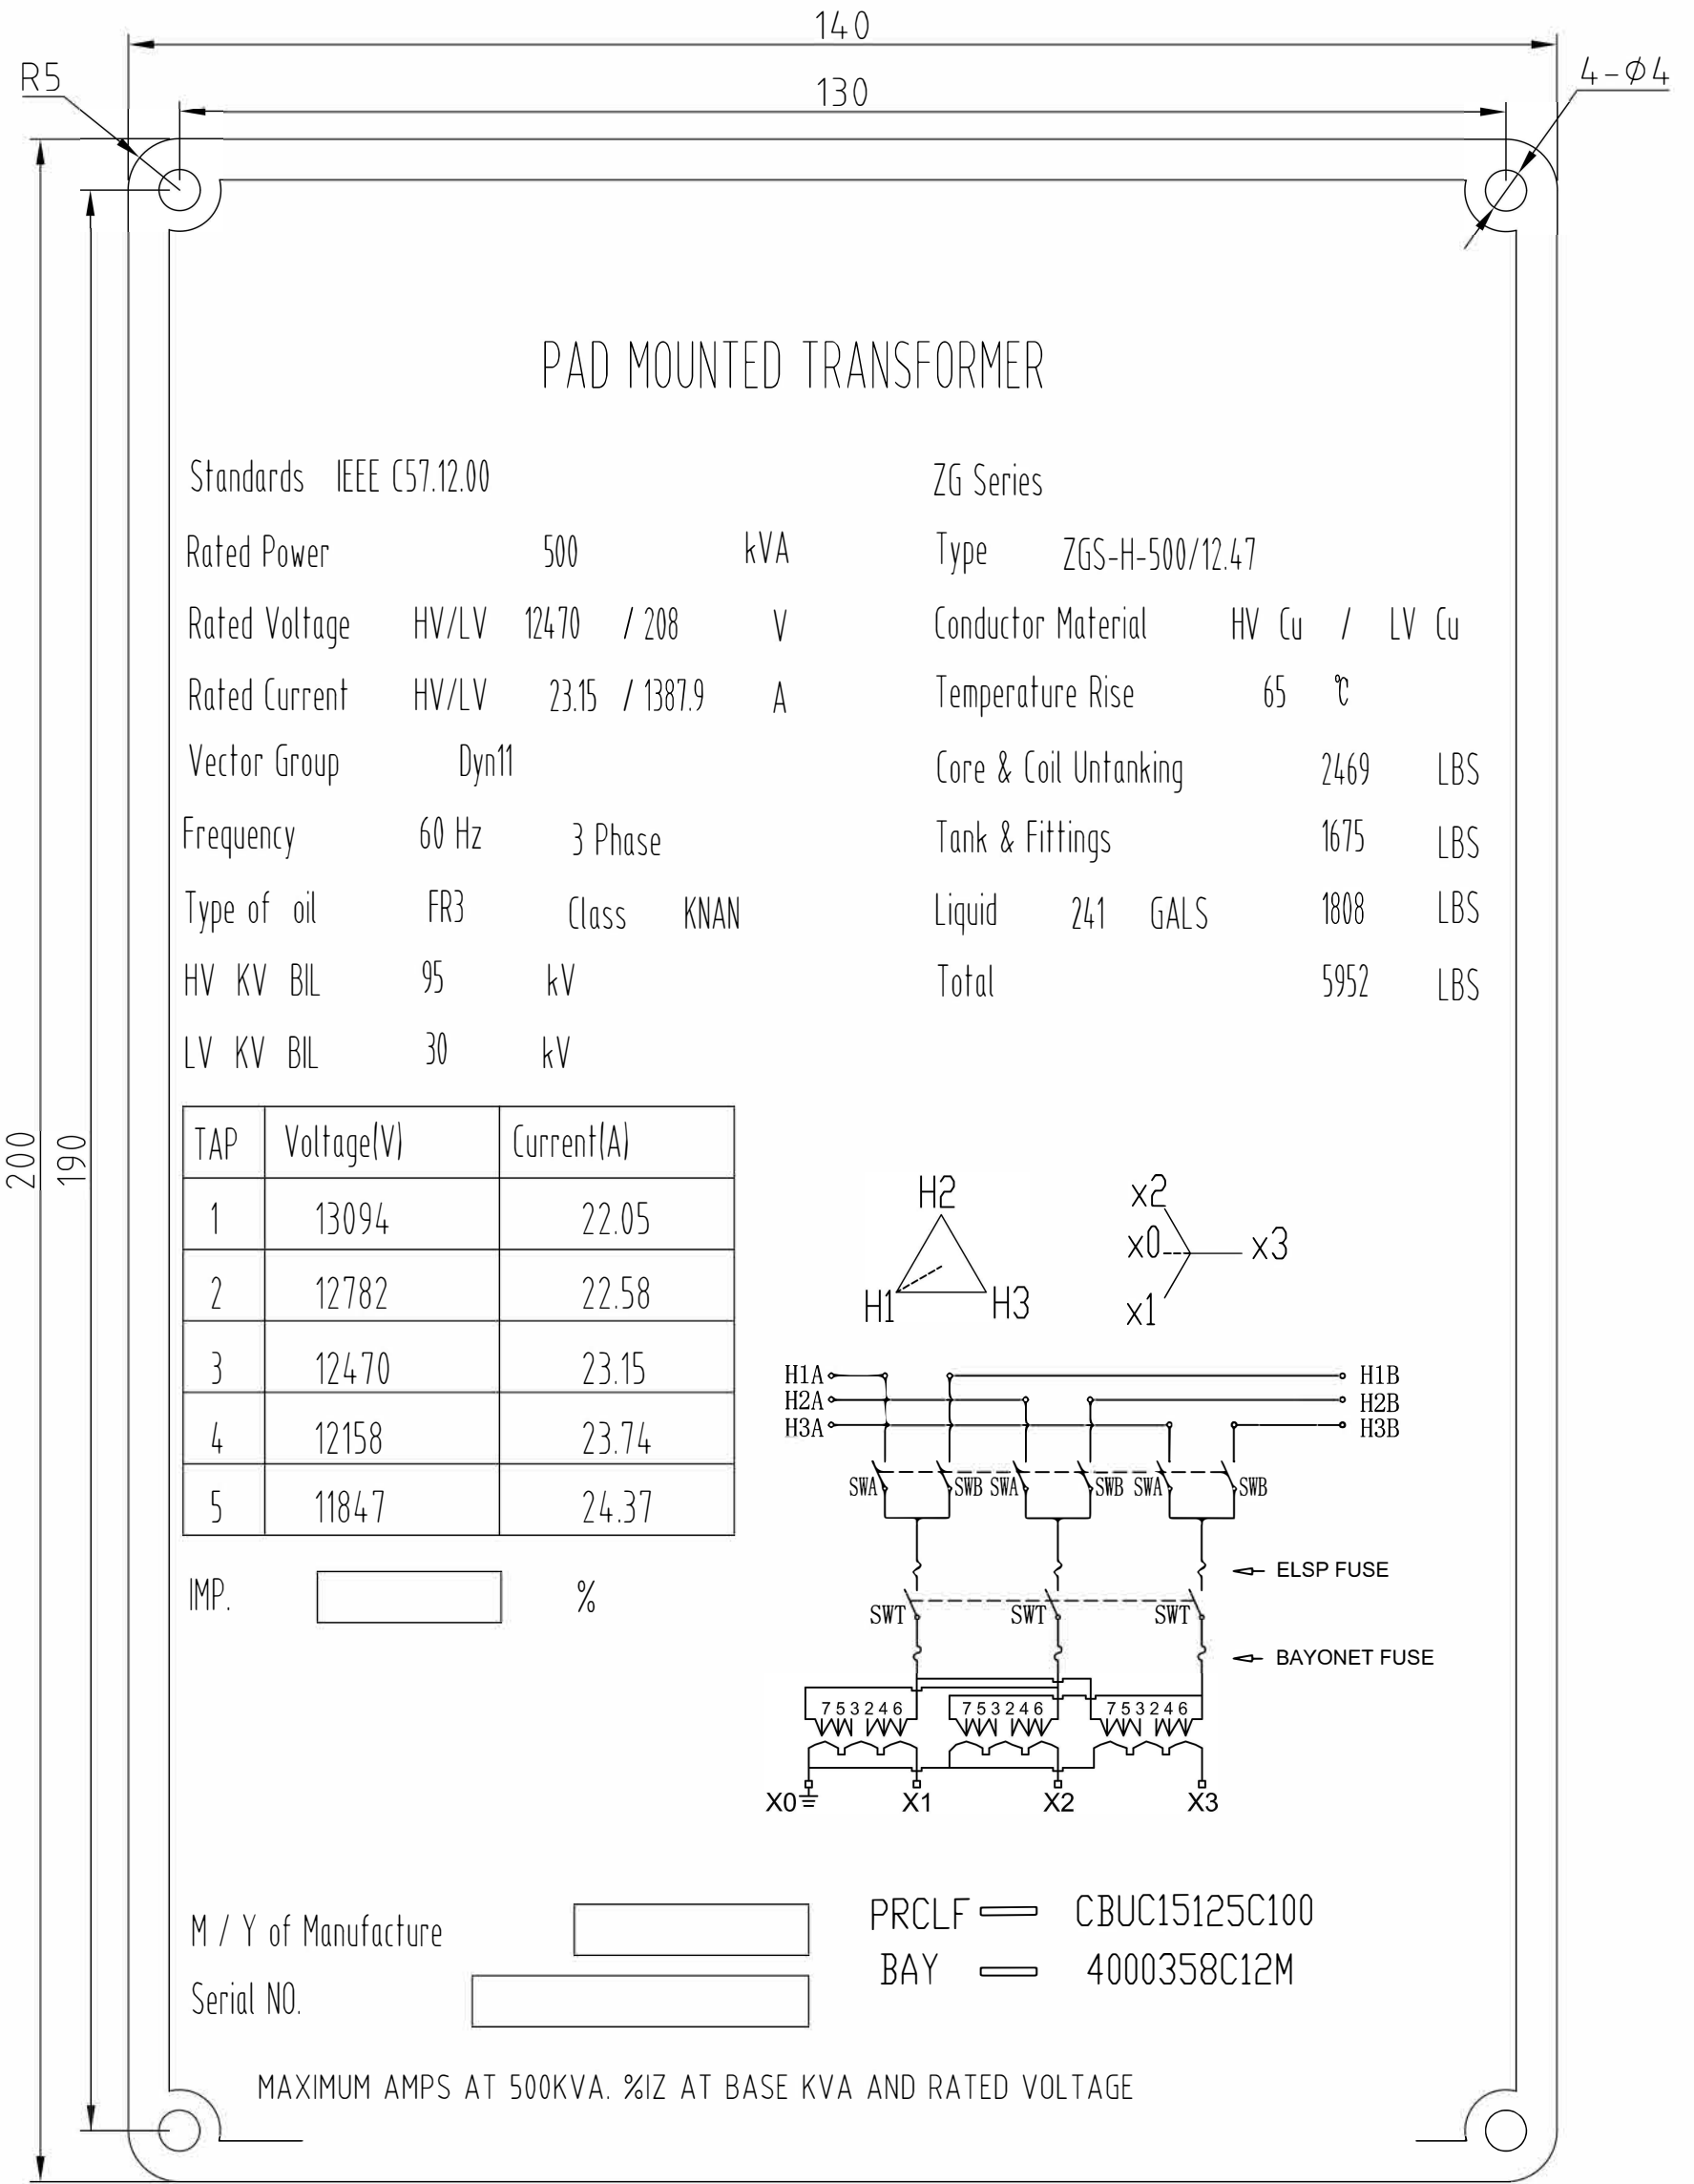 140
R5
130
4-Ø4
200
190
PAD MOUNTED TRANSFORMER
Standards IEEE C57.12.00
ZG Series
Rated Power 500 kVA
Type ZGS-H-500/12.47
Rated Voltage HV/LV 12470 / 208 V
Conductor Material HV Cu / LV Cu
Rated Current HV/LV 23.15 / 1387.9 A
Temperature Rise 65 ℃
Vector Group Dyn11
Core & Coil Untanking 2469 LBS
Frequency 60 Hz 3 Phase
Tank & Fittings 1675 LBS
Type of oil FR3 Class KNAN
Liquid 241 GALS 1808 LBS
HV KV BIL 95 kV
Total 5952 LBS
LV KV BIL 30 kV
TAP Voltage(V) Current(A)
1 13094 22.05
2 12782 22.58
3 12470 23.15
4 12158 23.74
5 11847 24.37
IMP. %
H2
H1 H3
x2
x0 x3
x1
H1A H1B
H2A H2B
H3A H3B
SWA SWB SWA SWB SWA SWB
ELSP FUSE
SWT SWT SWT
BAYONET FUSE
7 5 3 2 4 6 7 5 3 2 4 6 7 5 3 2 4 6
X0 X1 X2 X3
M / Y of Manufacture
PRCLF CBUC15125C100
BAY 4000358C12M
Serial NO.
MAXIMUM AMPS AT 500KVA. %IZ AT BASE KVA AND RATED VOLTAGE